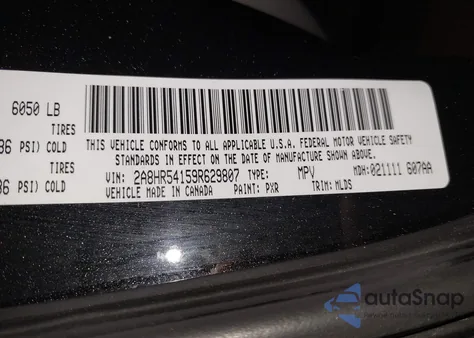 6050 LB
TIRES
36 PSI) COLD
TIRES
36 PSI) COLD
THIS VEHICLE CONFORMS TO ALL APPLICABLE U.S.A. FEDERAL MOTOR VEHICLE SAFETY
STANDARDS IN EFFECT ON THE DATE OF MANUFACTURE SHOWN ABOVE.
VIN: 2A8HR54159R629807 TYPE: MPV MDH: 021111 607AA
VEHICLE MADE IN CANADA PAINT: PXR TRIM: MLDS
autoSnap